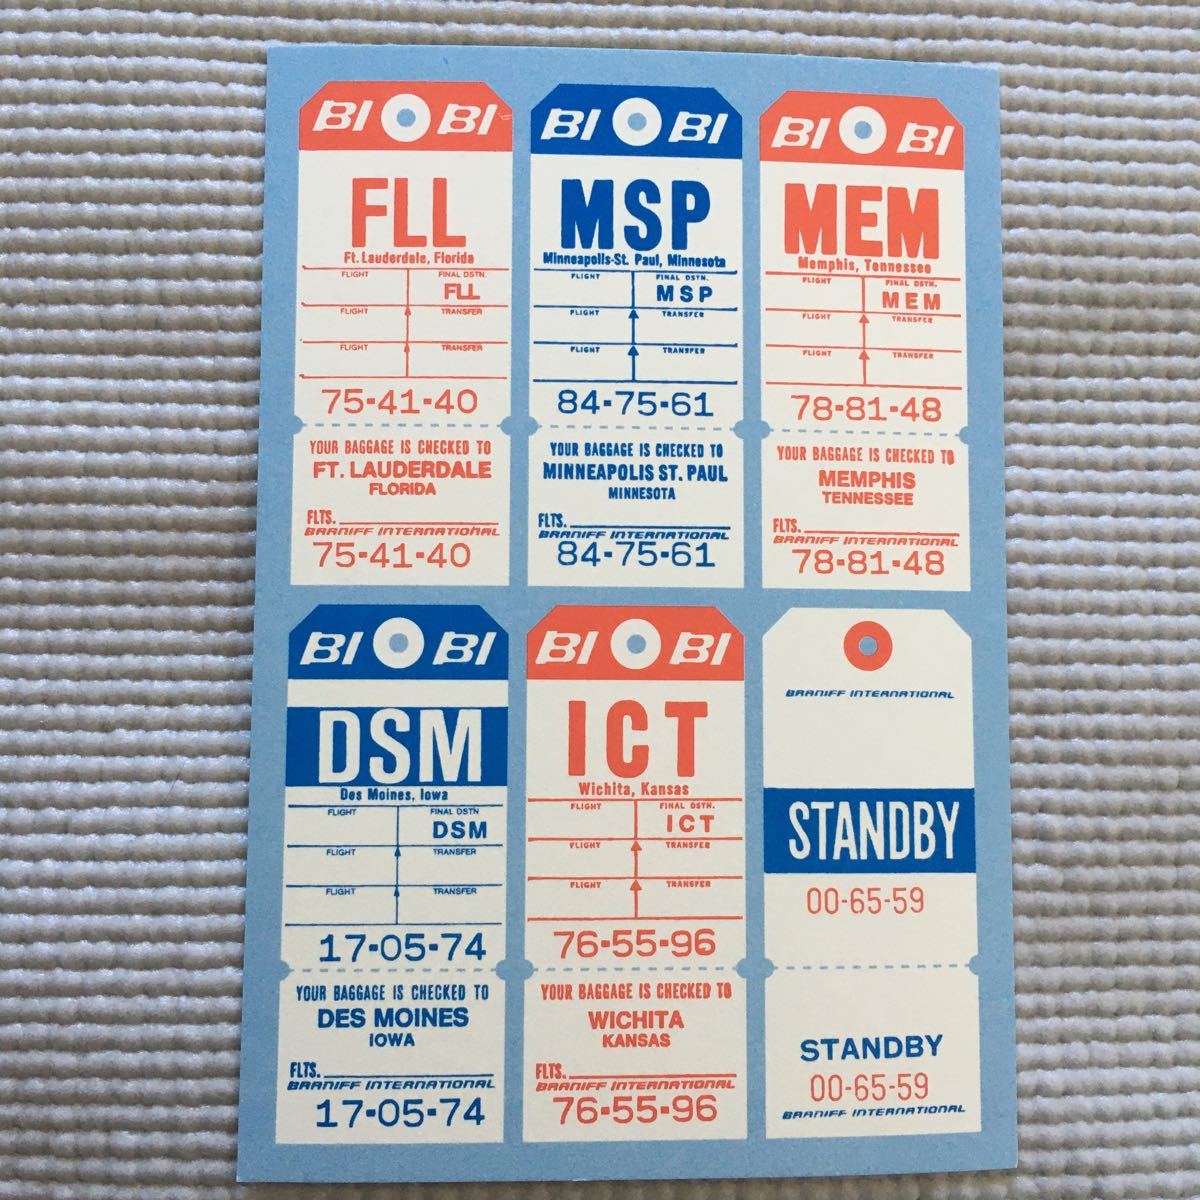 BI BI
FLL
Ft. Lauderdale, Florida
FLIGHT FINAL DSTN.
FLL
FLIGHT TRANSFER
FLIGHT TRANSFER
75-41-40
YOUR BAGGAGE IS CHECKED TO
FT. LAUDERDALE
FLORIDA
FLTS.
BRANIFF INTERNATIONAL
75-41-40
BI BI
MSP
Minneapolis-St. Paul, Minnesota
FLIGHT FINAL DSTN.
MSP
FLIGHT TRANSFER
FLIGHT TRANSFER
84-75-61
YOUR BAGGAGE IS CHECKED TO
MINNEAPOLIS ST. PAUL
MINNESOTA
FLTS.
BRANIFF INTERNATIONAL
84-75-61
BI BI
MEM
Memphis, Tennessee
FLIGHT FINAL DSTN.
MEM
FLIGHT TRANSFER
FLIGHT TRANSFER
78-81-48
YOUR BAGGAGE IS CHECKED TO
MEMPHIS
TENNESSEE
FLTS.
BRANIFF INTERNATIONAL
78-81-48
BI BI
DSM
Des Moines, Iowa
FLIGHT FINAL DSTN
DSM
FLIGHT TRANSFER
FLIGHT TRANSFER
17-05-74
YOUR BAGGAGE IS CHECKED TO
DES MOINES
IOWA
FLTS.
BRANIFF INTERNATIONAL
17-05-74
BI BI
ICT
Wichita, Kansas
FLIGHT FINAL DSTN.
ICT
FLIGHT TRANSFER
FLIGHT TRANSFER
76-55-96
YOUR BAGGAGE IS CHECKED TO
WICHITA
KANSAS
FLTS.
BRANIFF INTERNATIONAL
76-55-96
BRANIFF INTERNATIONAL
STANDBY
00-65-59
STANDBY
00-65-59
BRANIFF INTERNATIONAL